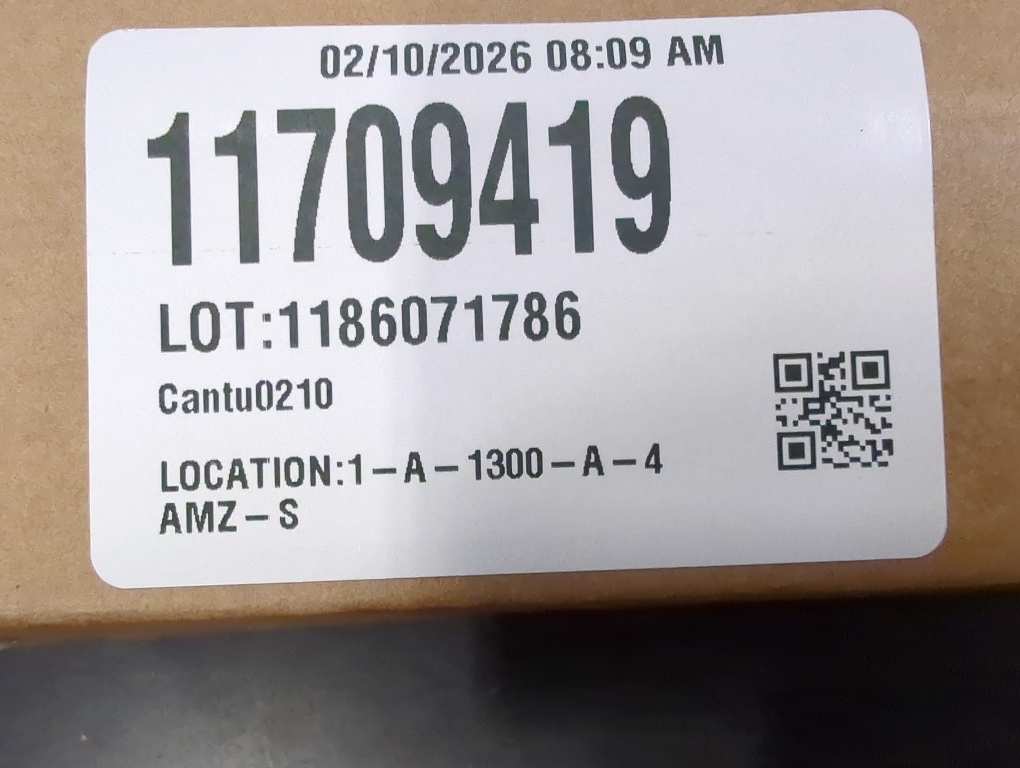 02/10/2026 08:09 AM
11709419
LOT:1186071786
Cantu0210
LOCATION:1-A-1300-A-4
AMZ-S